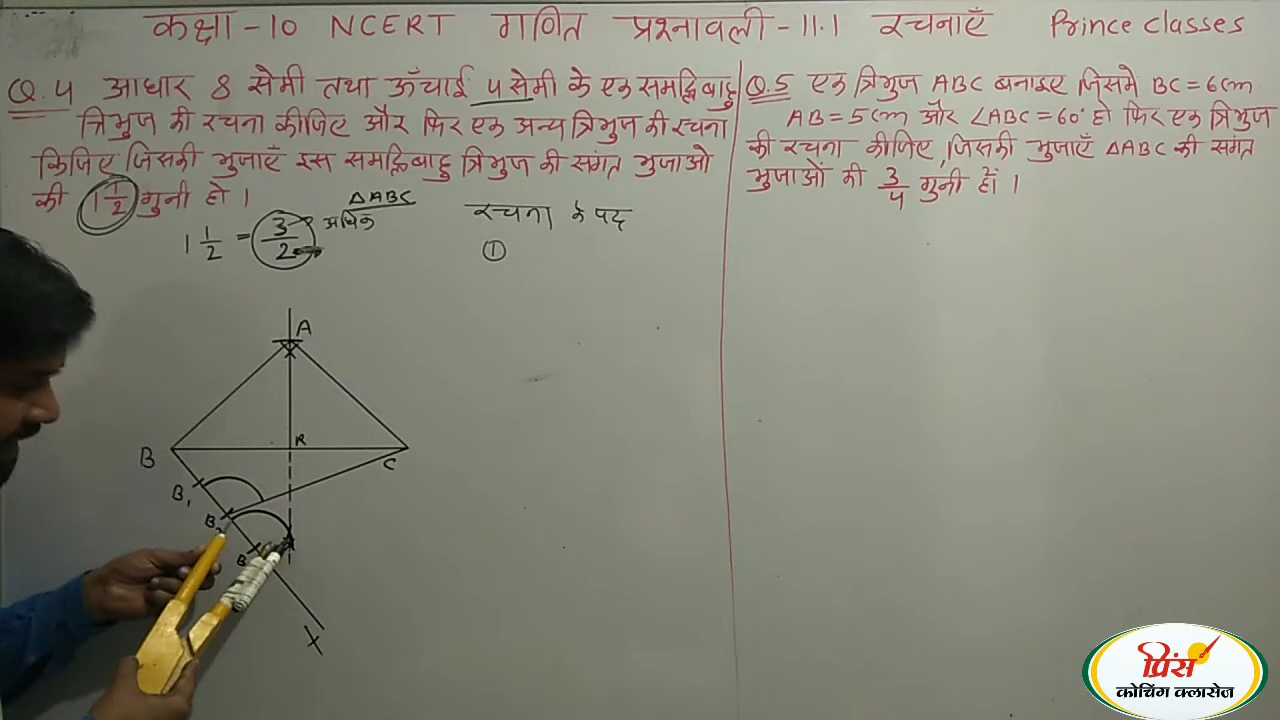 कक्षा -10 NCERT गणित प्रश्नावली -11.1 रचनाएँ Prince Classes
Q.4 आधार 8 सेमी तथा ऊँचाई 4 सेमी के एक समद्विबाहु
त्रिभुज की रचना कीजिए और फिर एक अन्य त्रिभुज की रचना
किजिए जिसकी भुजाएँ इस समद्विबाहु त्रिभुज की संगत भुजाओ
की 1 1/2 गुनी हो ।
1 1/2 = 3/2 अधिक ΔABC
रचना के पद
①
A
B
R
C
B₁
B₂
X
Q.5 एक त्रिभुज ABC बनाइए जिसमे BC = 6cm
AB = 5cm और ∠ABC = 60° हो फिर एक त्रिभुज
की रचना कीजिए, जिसकी भुजाएँ ΔABC की संगत
भुजाओं की 3/4 गुनी हों ।
प्रिंस
कोचिंग क्लासेज